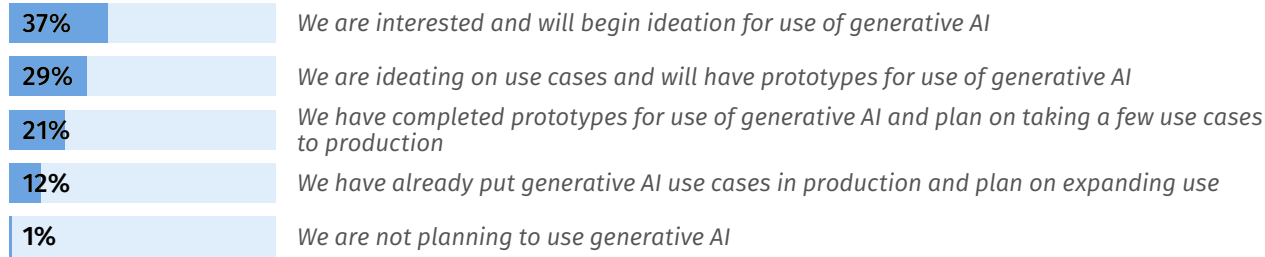 37% We are interested and will begin ideation for use of generative AI
29% We are ideating on use cases and will have prototypes for use of generative AI
21% We have completed prototypes for use of generative AI and plan on taking a few use cases
to production
12% We have already put generative AI use cases in production and plan on expanding use
1% We are not planning to use generative AI